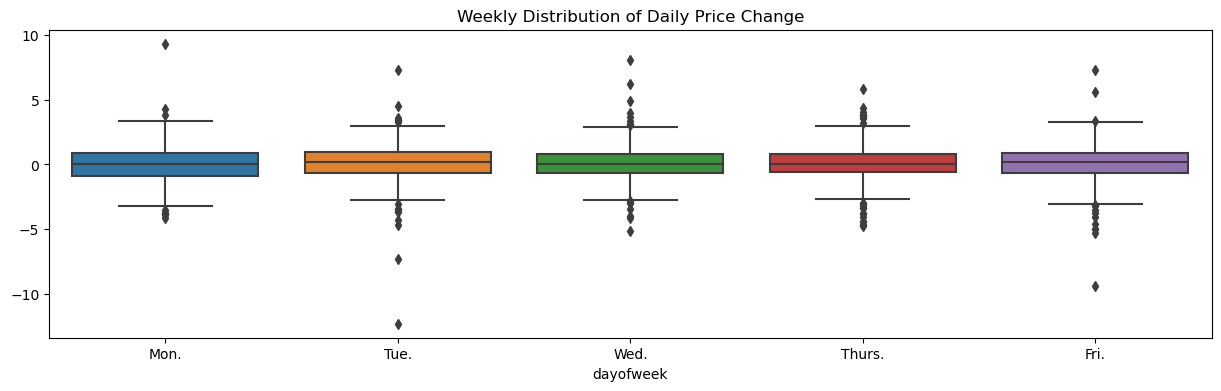 Weekly Distribution of Daily Price Change
10
5
0
−5
−10
Mon. Tue. Wed. Thurs. Fri.
dayofweek